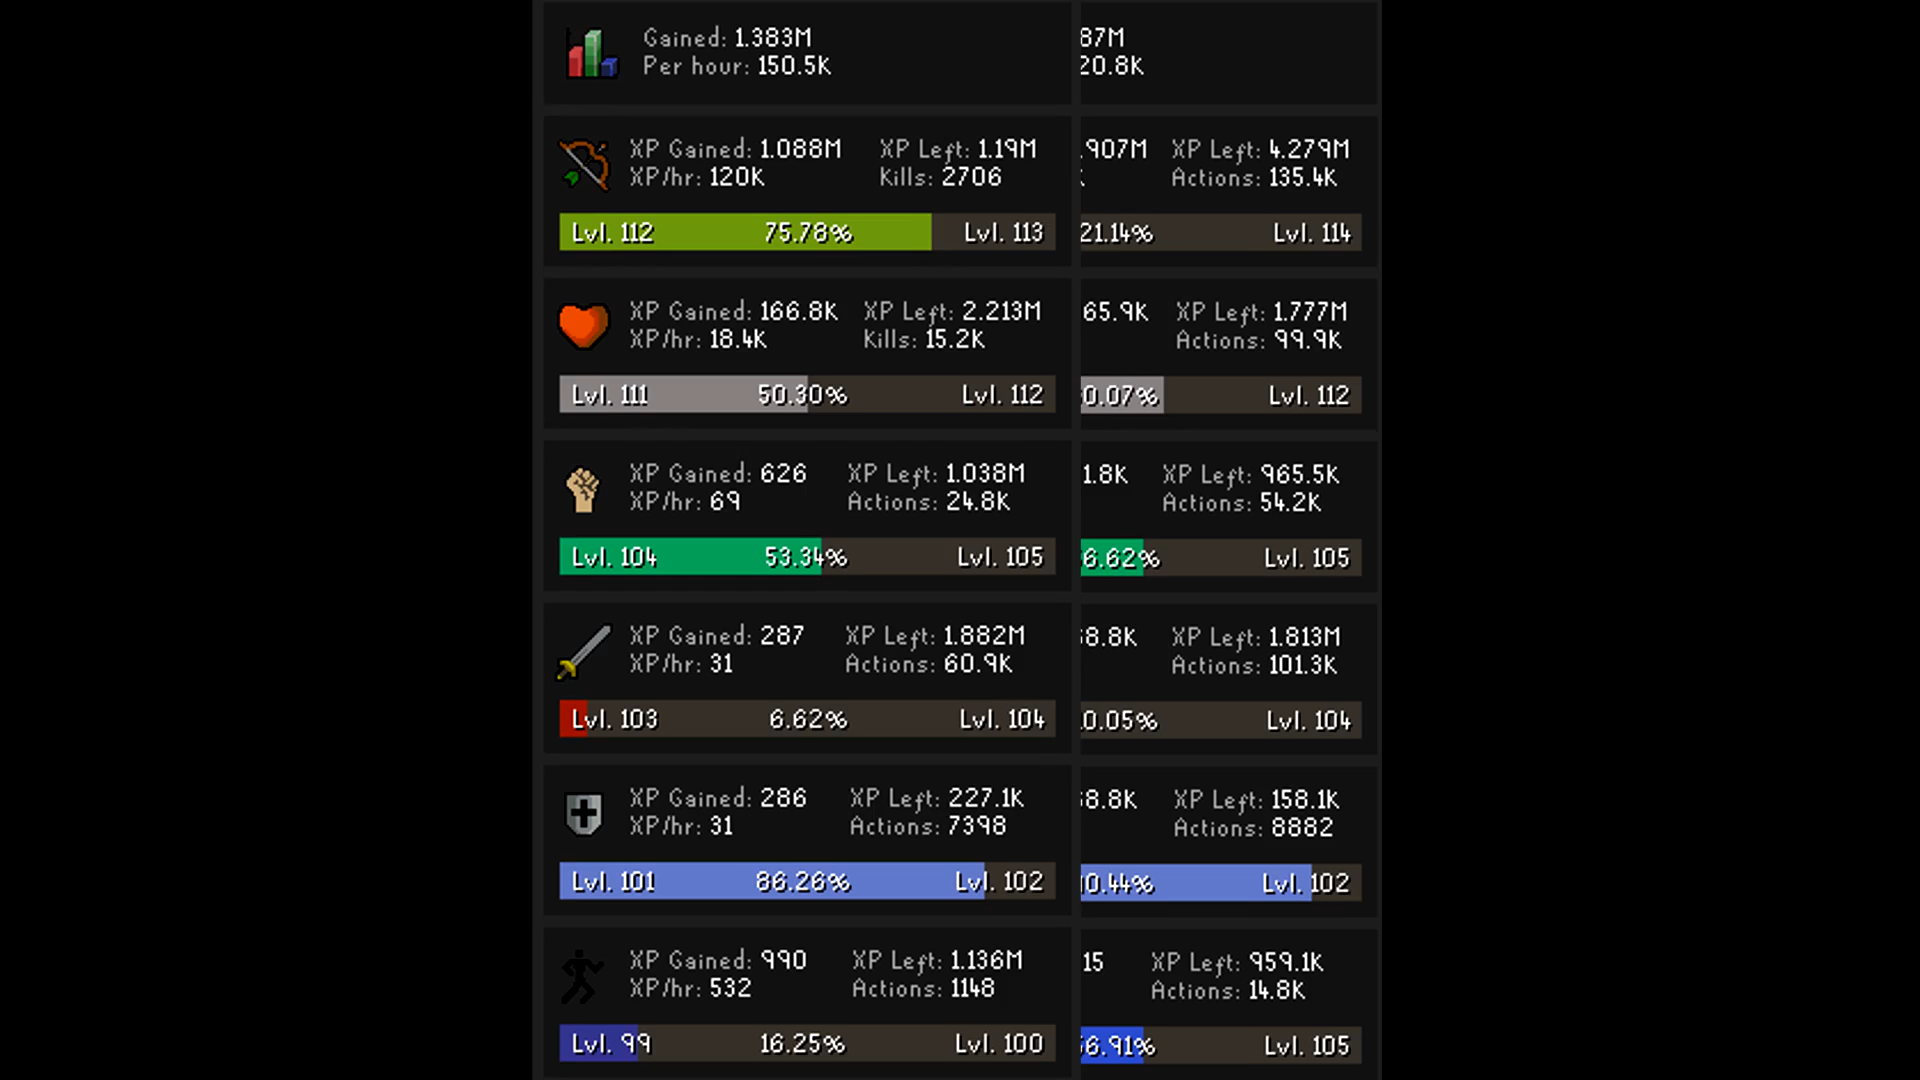 Gained: 1.383M
Per hour: 150.5K
87M
20.8K
XP Gained: 1.088M XP Left: 1.19M
XP/hr: 120K Kills: 2706
.907M XP Left: 4.279M
Actions: 135.4K
Lvl. 112 75.78% Lvl. 113
21.14% Lvl. 114
XP Gained: 166.8K XP Left: 2.213M
XP/hr: 18.4K Kills: 15.2K
65.9K XP Left: 1.777M
Actions: 99.9K
Lvl. 111 50.30% Lvl. 112
0.07% Lvl. 112
XP Gained: 626 XP Left: 1.038M
XP/hr: 69 Actions: 24.8K
1.8K XP Left: 965.5K
Actions: 54.2K
Lvl. 104 53.34% Lvl. 105
6.62% Lvl. 105
XP Gained: 287 XP Left: 1.882M
XP/hr: 31 Actions: 60.9K
8.8K XP Left: 1.813M
Actions: 101.3K
Lvl. 103 6.62% Lvl. 104
0.05% Lvl. 104
XP Gained: 286 XP Left: 227.1K
XP/hr: 31 Actions: 7398
8.8K XP Left: 158.1K
Actions: 8882
Lvl. 101 86.26% Lvl. 102
0.44% Lvl. 102
XP Gained: 990 XP Left: 1.136M
XP/hr: 532 Actions: 1148
15 XP Left: 959.1K
Actions: 14.8K
Lvl. 99 16.25% Lvl. 100
6.91% Lvl. 105